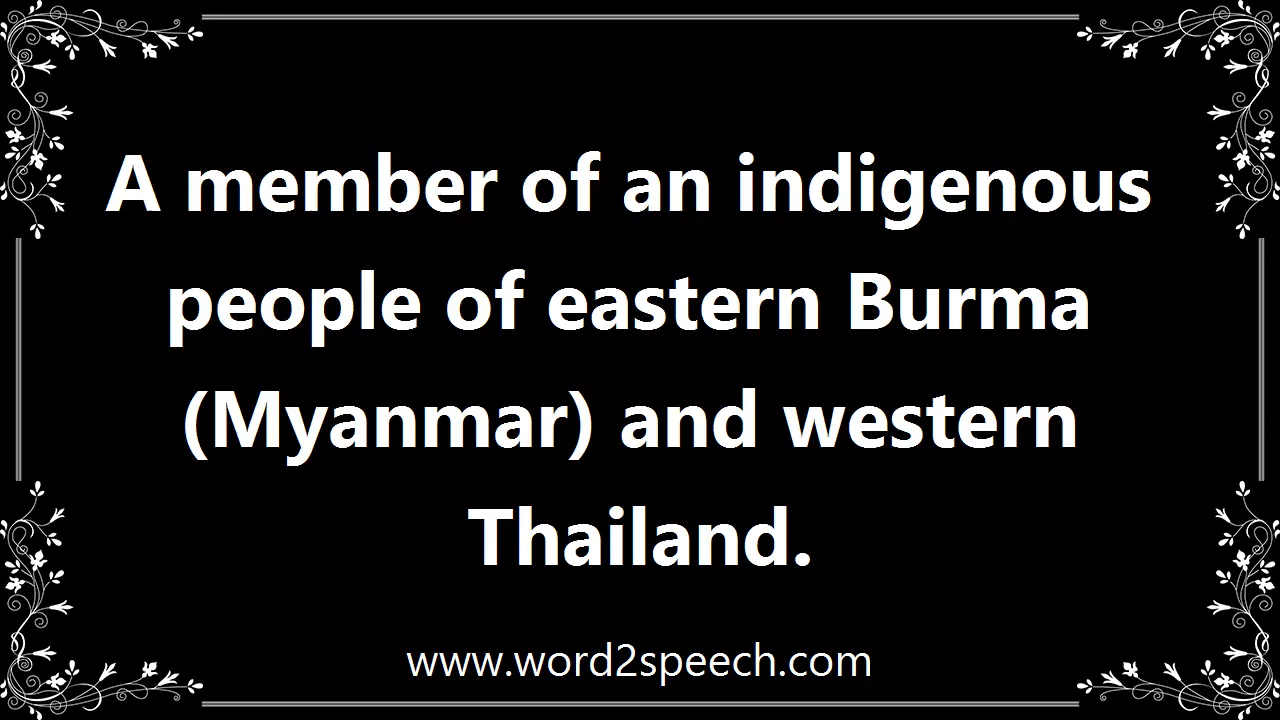 A member of an indigenous
people of eastern Burma
(Myanmar) and western
Thailand.
www.word2speech.com